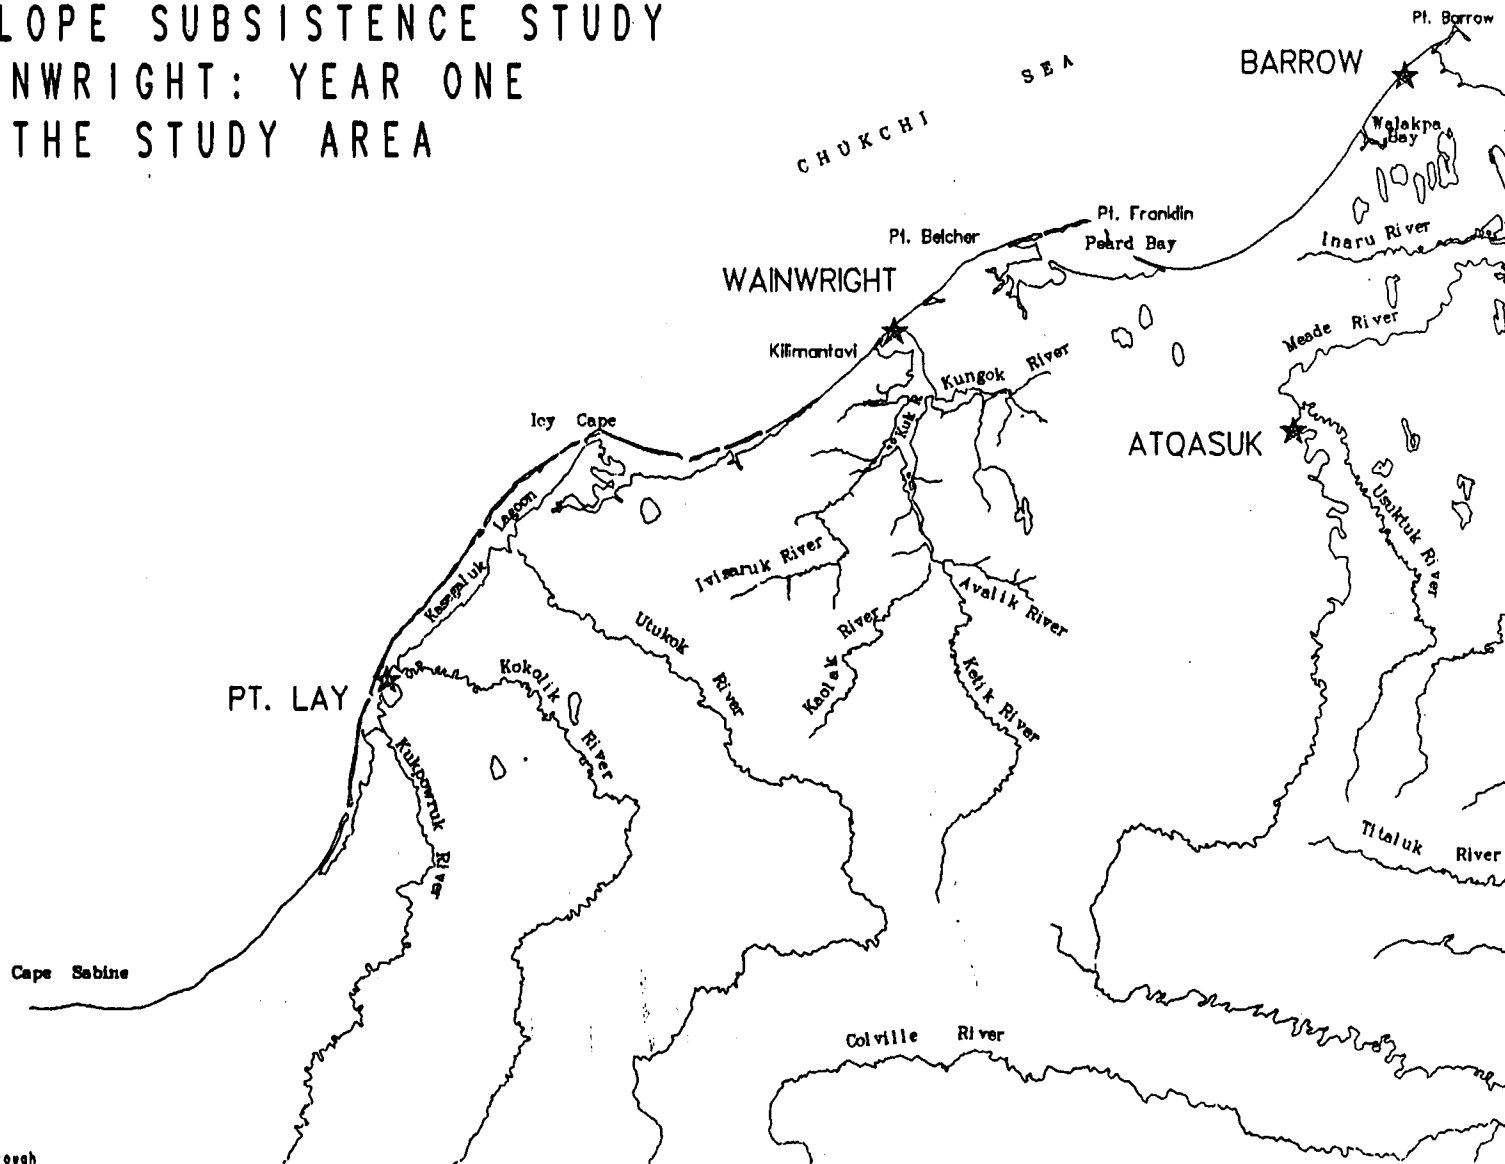 LOPE SUBSISTENCE STUDY
NWRIGHT: YEAR ONE
THE STUDY AREA
Pt. Barrow
BARROW
CHUKCHI SEA
Walakpa
Bay
Pt. Franklin
Pt. Belcher
Peard Bay
Inaru River
WAINWRIGHT
Meade River
Kilimantavi
Kungok River
Kuk R
Icy Cape
ATQASUK
Kasegaluk Lagoon
Usuktuk River
Ivisaruk River
Avalik River
Utukok River
Kaolak River
Ketik River
Kokolik River
PT. LAY
Kukpowruk River
Titaluk River
Cape Sabine
Colville River
ough